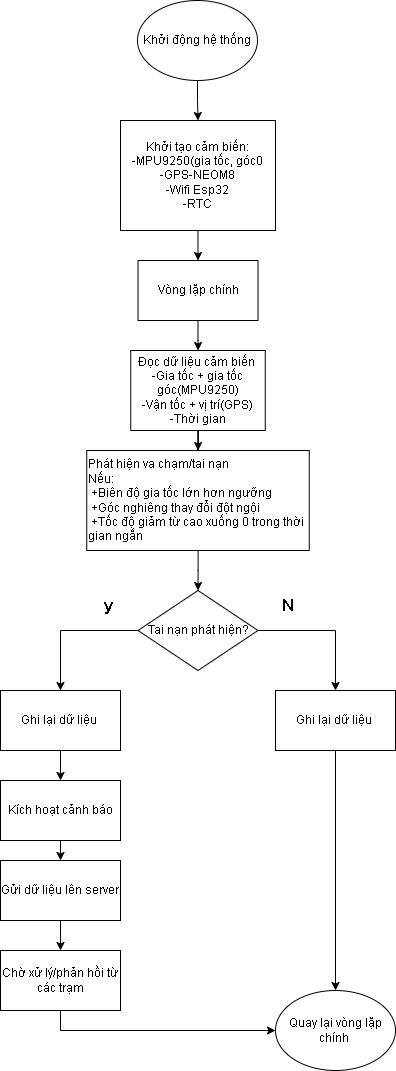 Khởi động hệ thống
Khởi tạo cảm biến:
-MPU9250(gia tốc, góc0
-GPS-NEOM8
-Wifi Esp32
-RTC
Vòng lặp chính
Đọc dữ liệu cảm biến
-Gia tốc + gia tốc
góc(MPU9250)
-Vận tốc + vị trí(GPS)
-Thời gian
Phát hiện va chạm/tai nạn
Nếu:
+Biên độ gia tốc lớn hơn ngưỡng
+Góc nghiêng thay đổi đột ngội
+Tốc độ giảm từ cao xuống 0 trong thời
gian ngắn
Tai nạn phát hiện?
y
N
Ghi lại dữ liệu
Ghi lại dữ liệu
Kích hoạt cảnh báo
Gửi dữ liệu lên server
Chờ xử lý/phản hồi từ
các trạm
Quay lại vòng lặp
chính